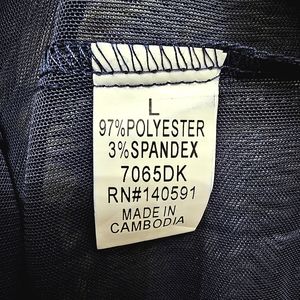 L
97%POLYESTER
3%SPANDEX
7065DK
RN#140591
MADE IN
CAMBODIA